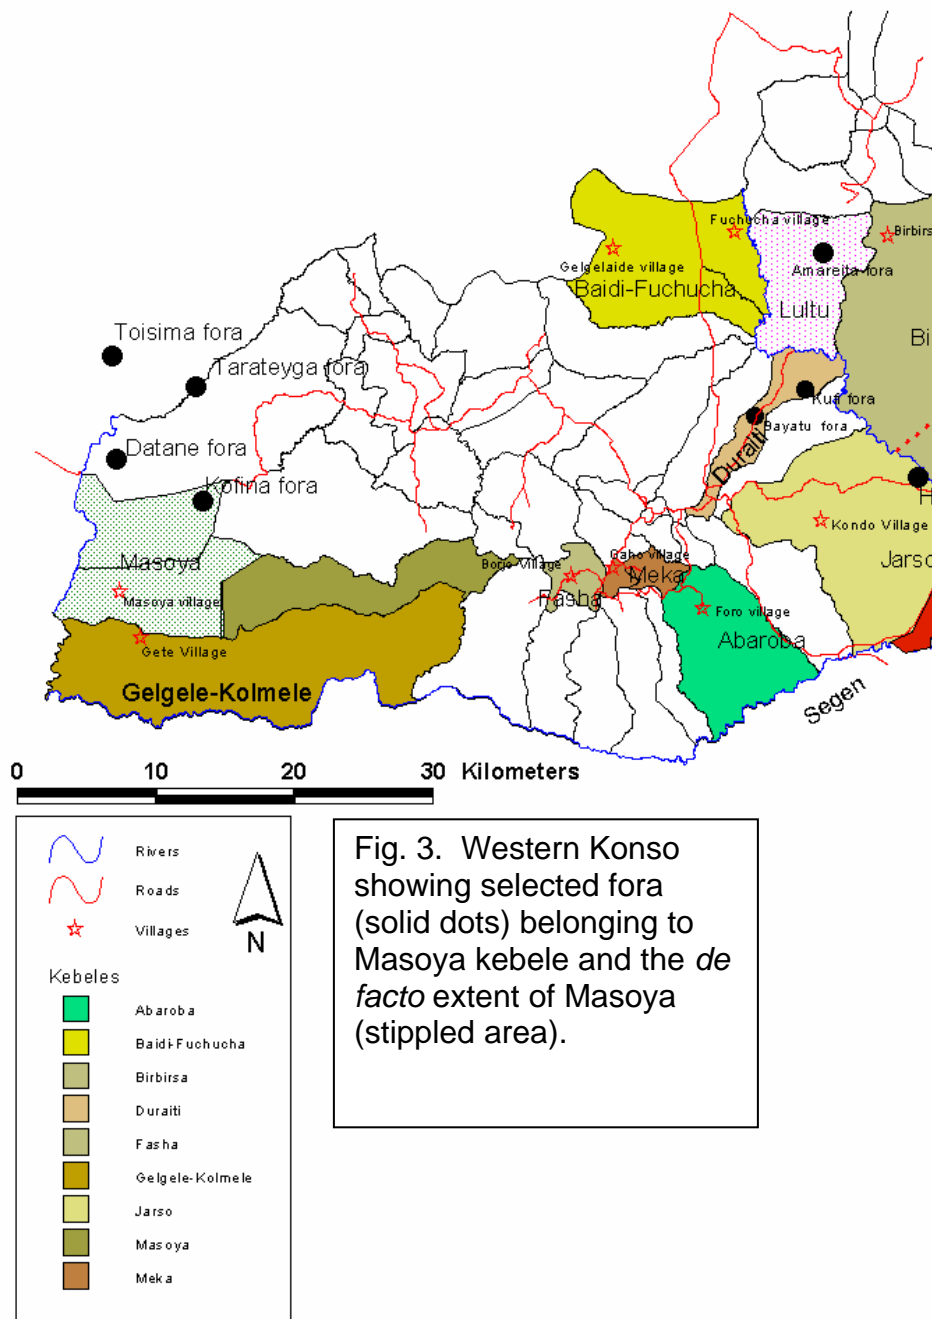 Fuchucha village
Birbirs
Gelgelaide village
Amareita fora
Baidi-Fuchucha
Lultu
Bi
Toisima fora
Tarateyga fora
Kuff fora
Bayatu fora
Duraiti
Datane fora
Kofina fora
H
Kondo Village
Masoya
Jarso
Gaho village
Meka
Masoya village
Fasha
Foro village
Abaroba
Gete Village
Gelgele-Kolmele
Segen
0 10 20 30 Kilometers
Rivers
Roads
Villages
N
Kebeles
Abaroba
Baidi-Fuchucha
Birbirsa
Duraiti
Fasha
Gelgele-Kolmele
Jarso
Masoya
Meka
Fig. 3. Western Konso
showing selected fora
(solid dots) belonging to
Masoya kebele and the de
facto extent of Masoya
(stippled area).